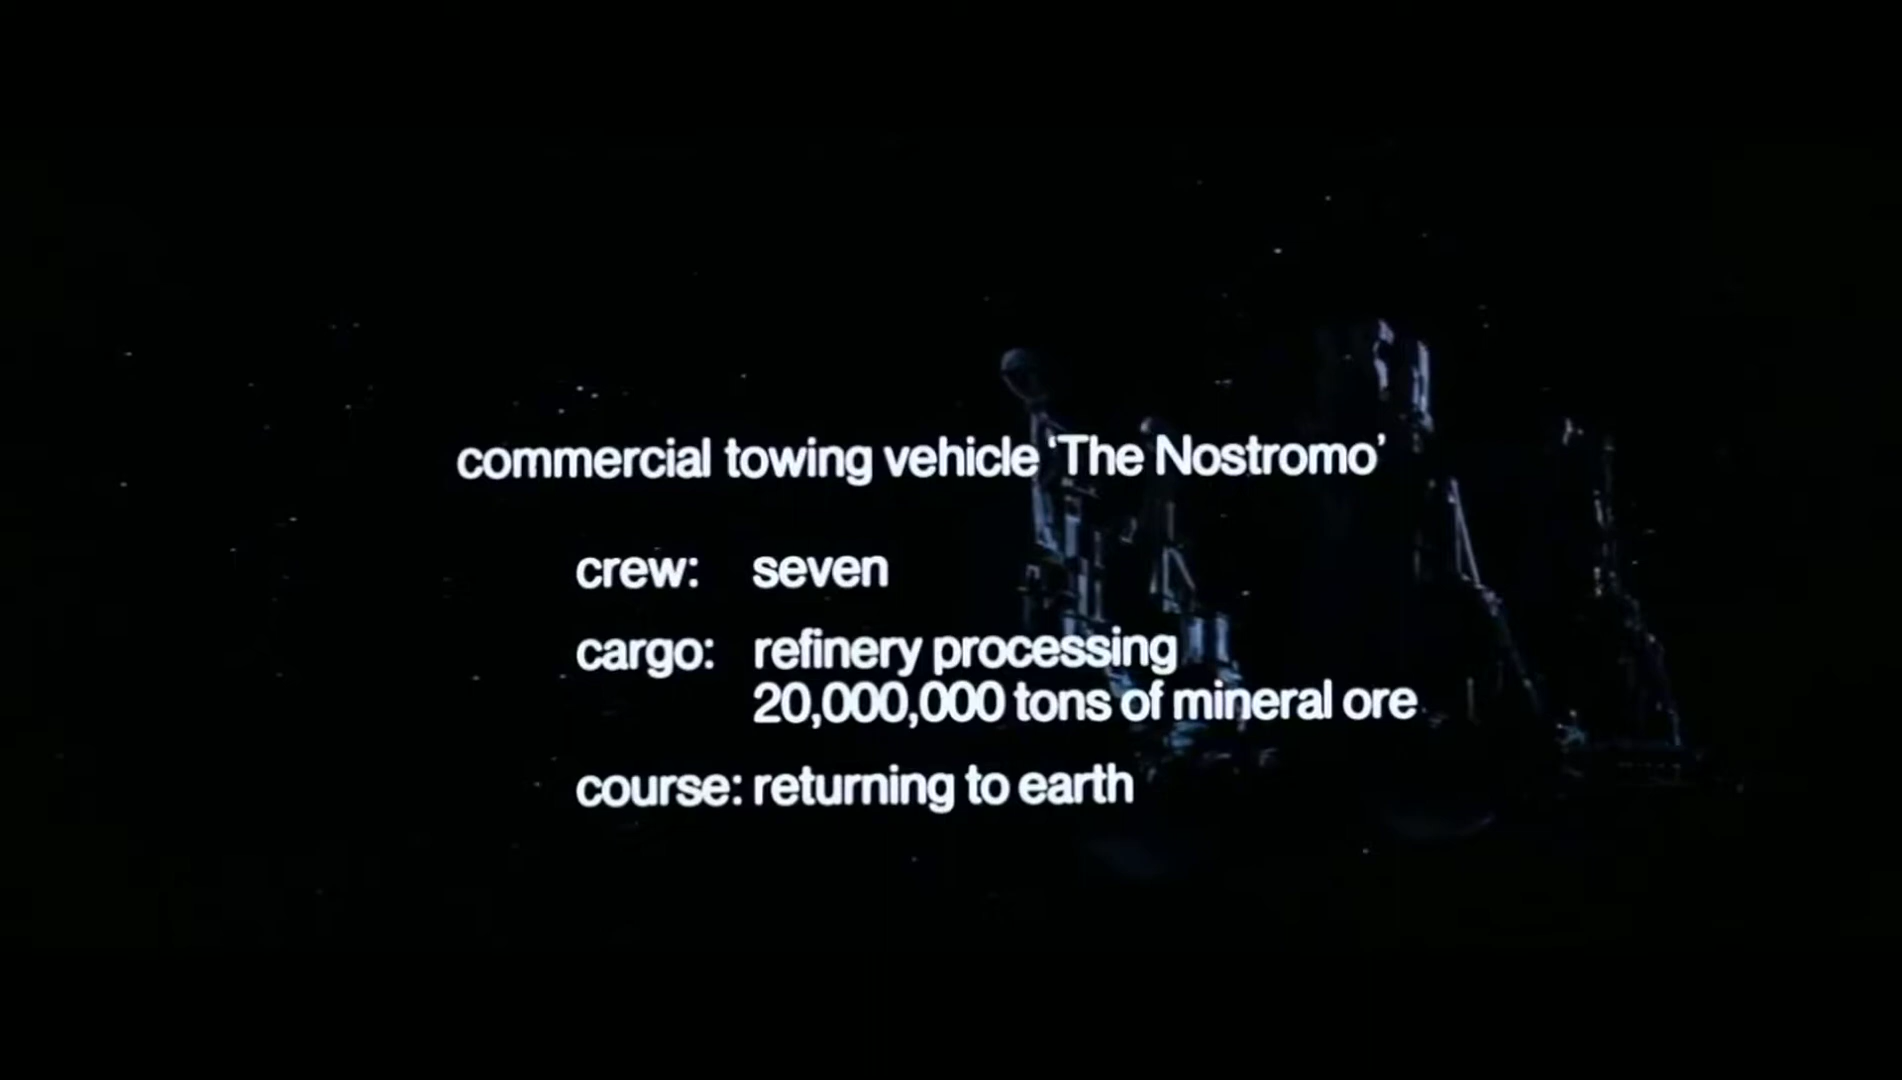 commercial towing vehicle ‘The Nostromo’
crew: seven
cargo: refinery processing
20,000,000 tons of mineral ore
course: returning to earth